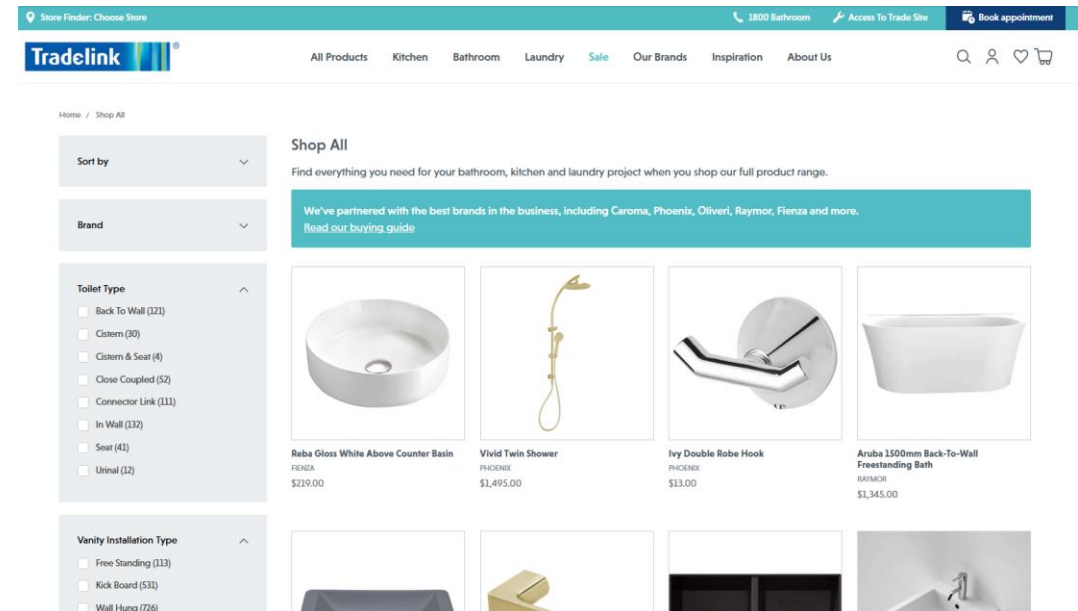 Store Finder: Choose Store
1800 Bathroom
Access To Trade Site
Book appointment
Tradelink ®
All Products Kitchen Bathroom Laundry Sale Our Brands Inspiration About Us
Home / Shop All
Sort by
Brand
Toilet Type
Back To Wall (121)
Cistern (30)
Cistern & Seat (4)
Close Coupled (52)
Connector Link (111)
In Wall (132)
Seat (41)
Urinal (12)
Vanity Installation Type
Free Standing (113)
Kick Board (531)
Wall Hung (726)
Shop All
Find everything you need for your bathroom, kitchen and laundry project when you shop our full product range.
We've partnered with the best brands in the business, including Caroma, Phoenix, Oliveri, Raymor, Fienza and more.
Read our buying guide
Reba Gloss White Above Counter Basin
FIENZA
$219.00
Vivid Twin Shower
PHOENIX
$1,495.00
Ivy Double Robe Hook
PHOENIX
$13.00
Aruba 1500mm Back-To-Wall
Freestanding Bath
RAYMOR
$1,345.00